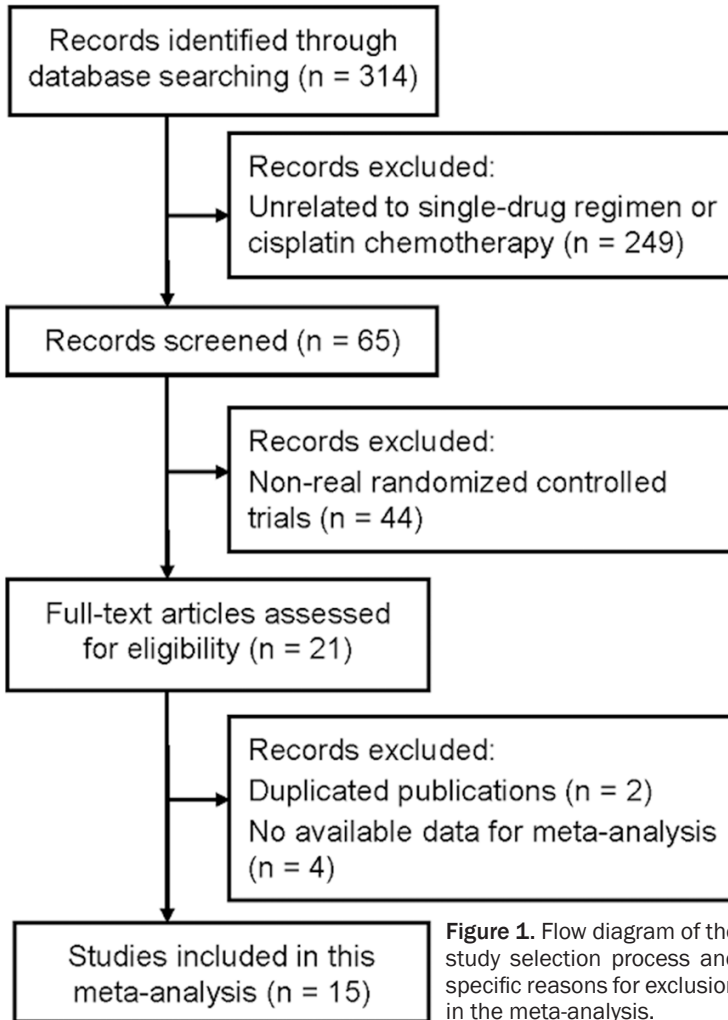 Records identified through
database searching (n = 314)
Records excluded:
Unrelated to single-drug regimen or
cisplatin chemotherapy (n = 249)
Records screened (n = 65)
Records excluded:
Non-real randomized controlled
trials (n = 44)
Full-text articles assessed
for eligibility (n = 21)
Records excluded:
Duplicated publications (n = 2)
No available data for meta-analysis
(n = 4)
Studies included in this
meta-analysis (n = 15)
Figure 1. Flow diagram of the
study selection process and
specific reasons for exclusion
in the meta-analysis.